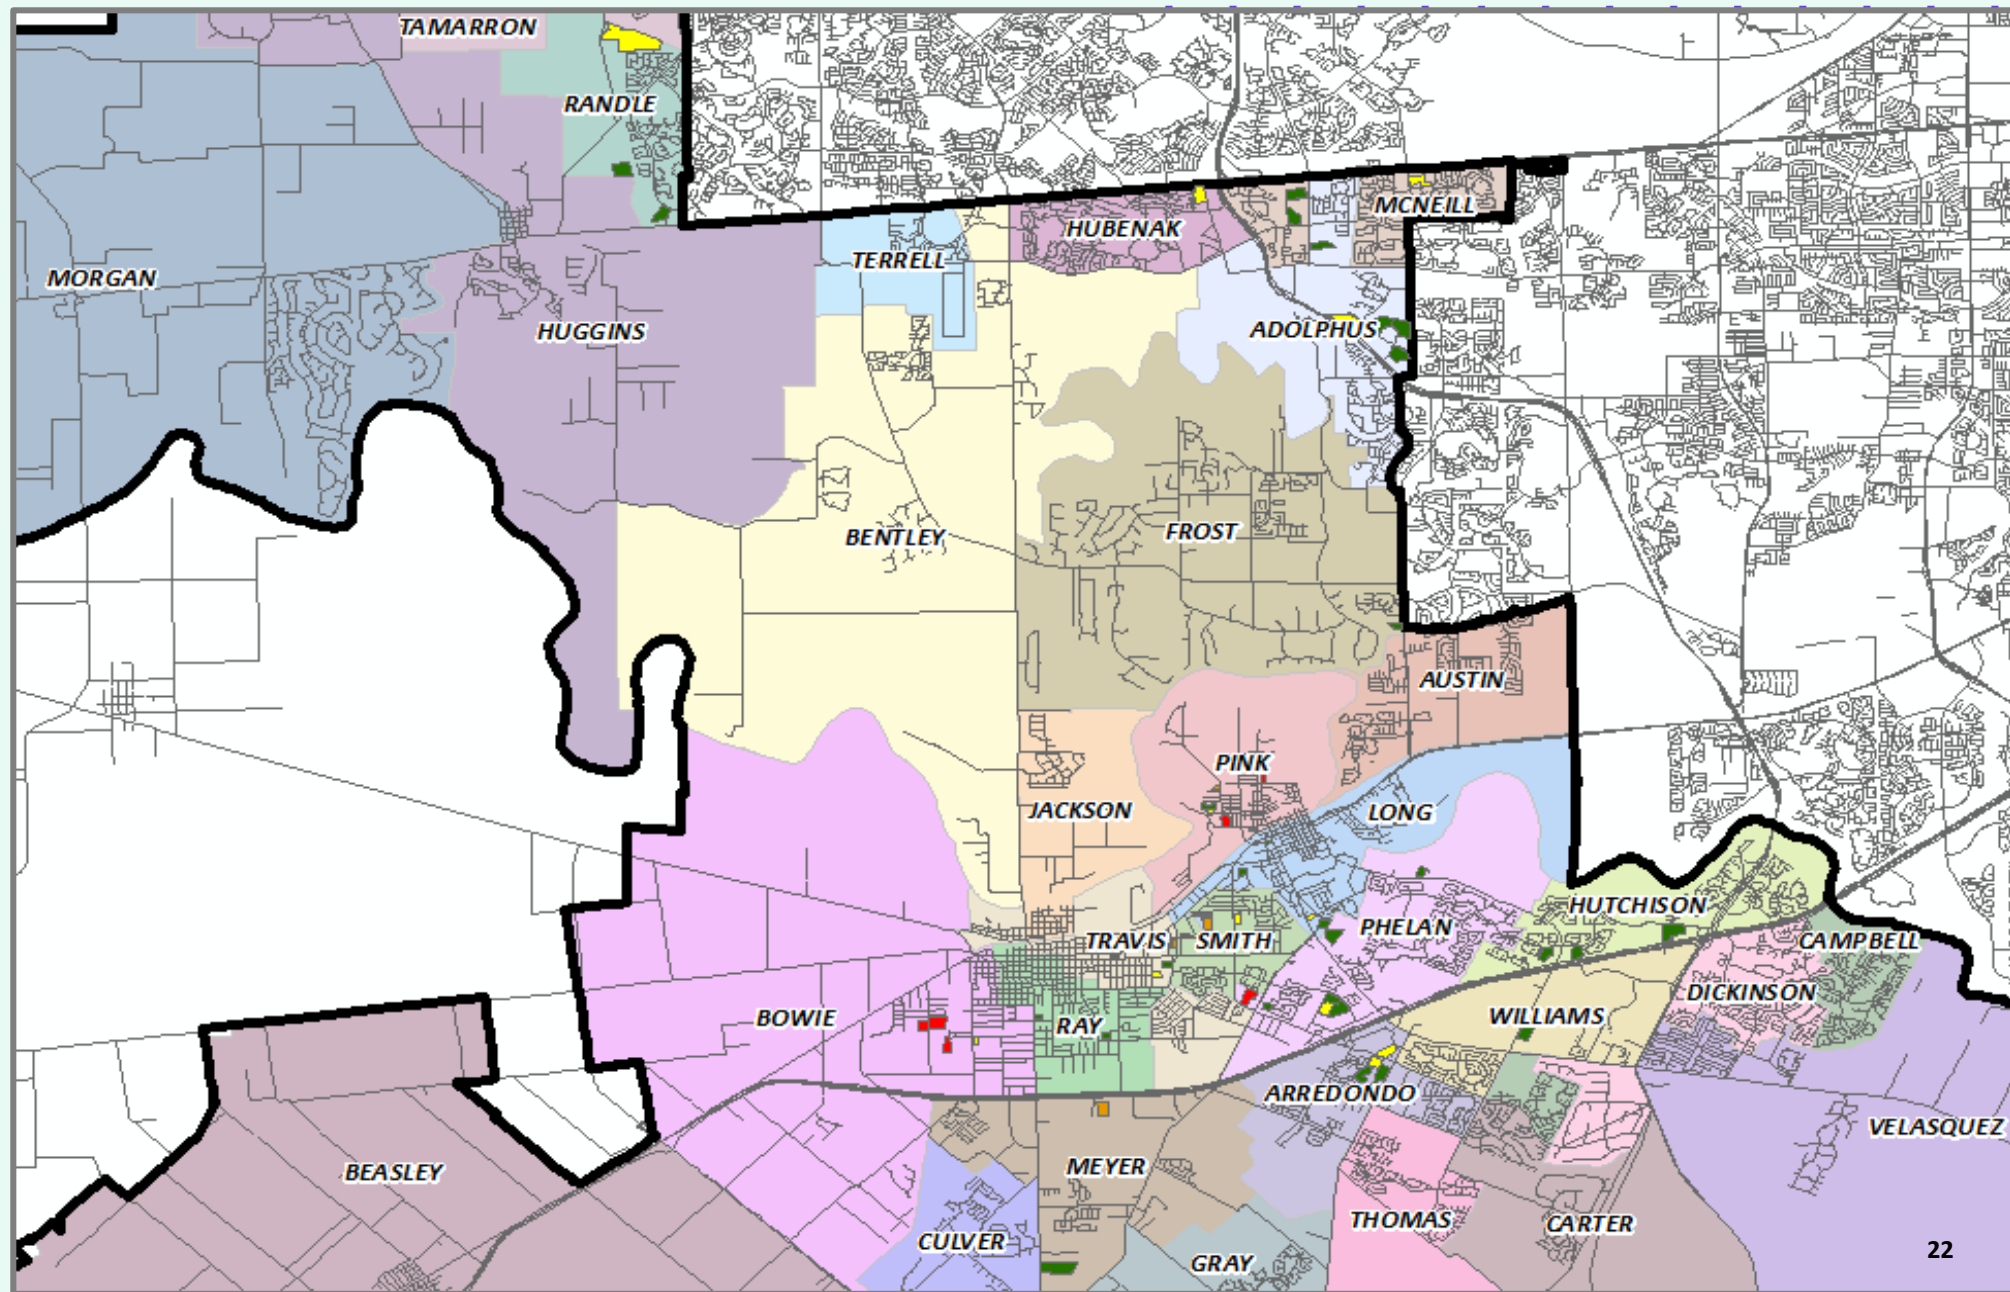 TAMARRON
RANDLE
MCNEILL
HUBENAK
TERRELL
MORGAN
HUGGINS
ADOLPHUS
BENTLEY
FROST
AUSTIN
PINK
JACKSON
LONG
HUTCHISON
PHELAN
TRAVIS
SMITH
CAMPBELL
DICKINSON
BOWIE
RAY
WILLIAMS
ARREDONDO
VELASQUEZ
BEASLEY
MEYER
THOMAS
CARTER
CULVER
GRAY
22